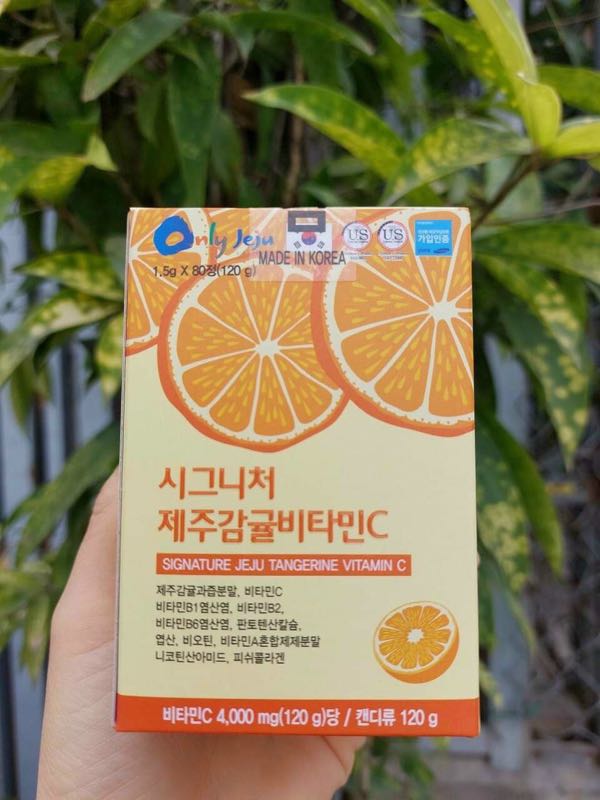 Only Jeju
1.5g X 80정(120 g)
MADE IN KOREA
US
US
가입인증
시그니처
제주감귤비타민C
SIGNATURE JEJU TANGERINE VITAMIN C
제주감귤과즙분말, 비타민C
비타민B1염산염, 비타민B2,
비타민B6염산염, 판토텐산칼슘,
엽산, 비오틴, 비타민A혼합제제분말
니코틴산아미드, 피쉬콜라겐
비타민C 4,000 mg(120 g)당 / 캔디류 120 g